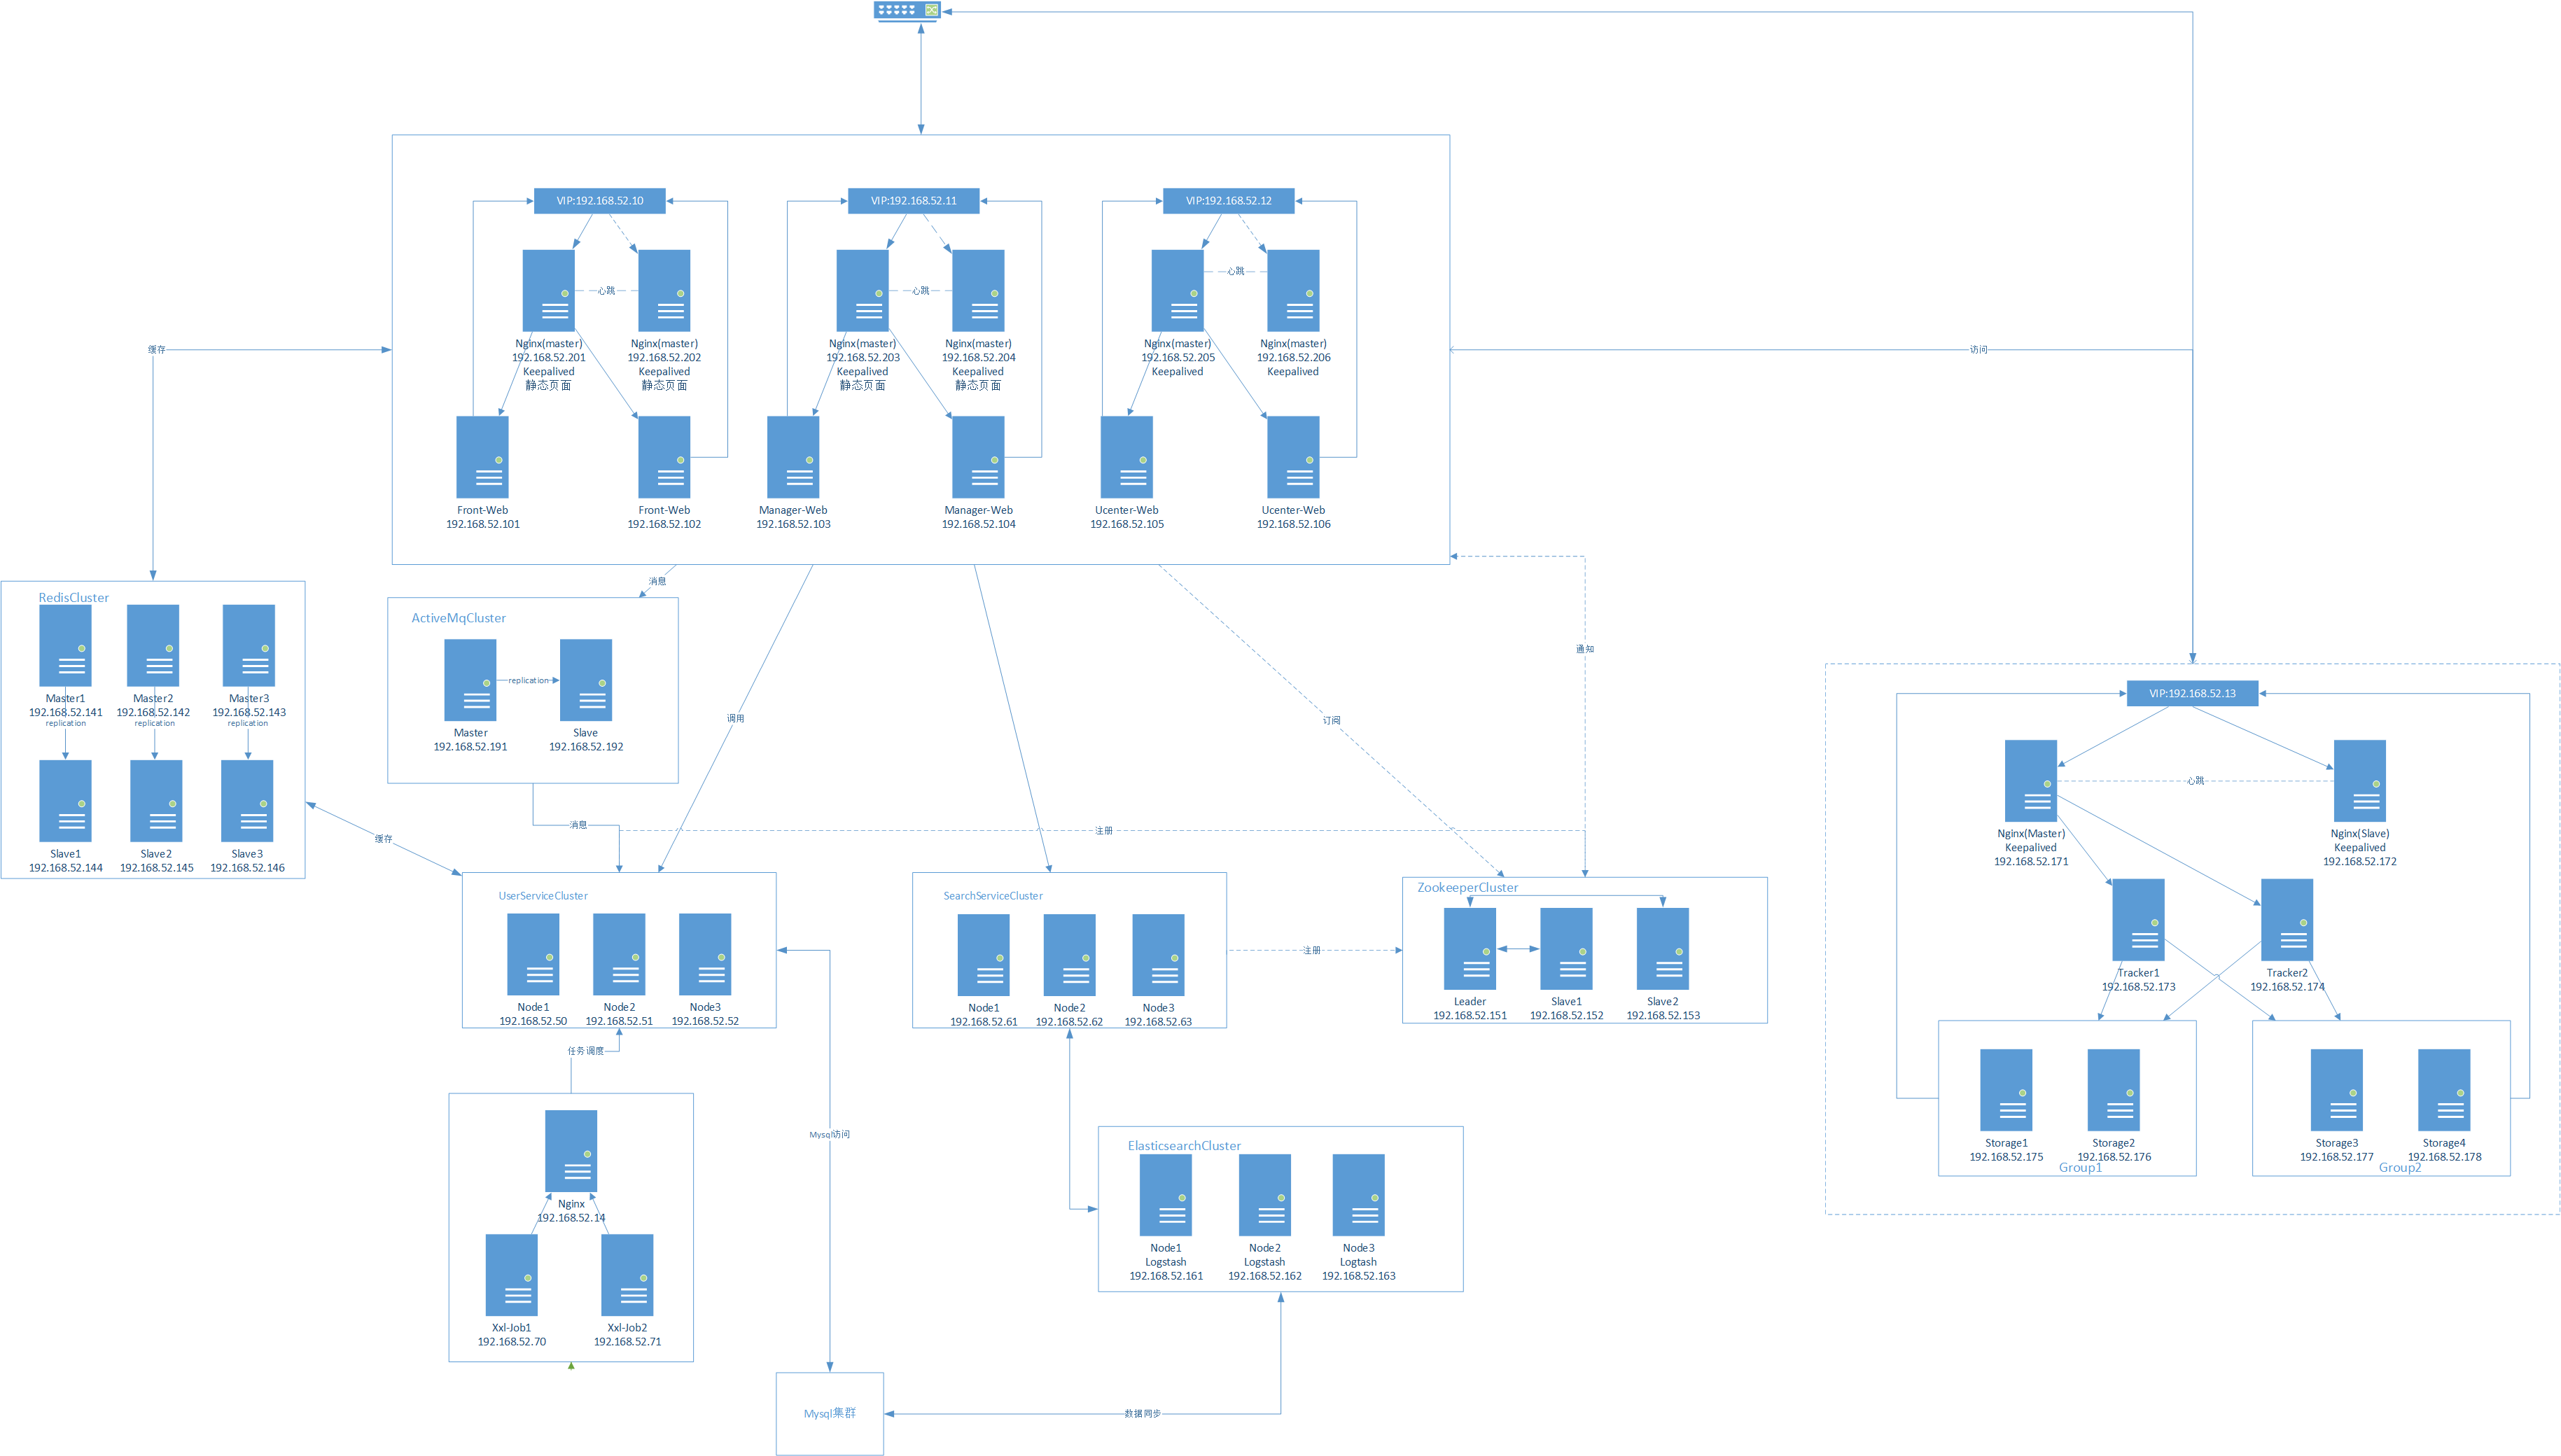 VIP:192.168.52.10
VIP:192.168.52.11
VIP:192.168.52.12
心跳
心跳
心跳
Nginx(master)
192.168.52.201
Keepalived
静态页面
Nginx(master)
192.168.52.202
Keepalived
静态页面
Nginx(master)
192.168.52.203
Keepalived
静态页面
Nginx(master)
192.168.52.204
Keepalived
静态页面
Nginx(master)
192.168.52.205
Keepalived
Nginx(master)
192.168.52.206
Keepalived
缓存
访问
Front-Web
192.168.52.101
Front-Web
192.168.52.102
Manager-Web
192.168.52.103
Manager-Web
192.168.52.104
Ucenter-Web
192.168.52.105
Ucenter-Web
192.168.52.106
消息
RedisCluster
Master1
192.168.52.141
replication
Master2
192.168.52.142
replication
Master3
192.168.52.143
replication
Slave1
192.168.52.144
Slave2
192.168.52.145
Slave3
192.168.52.146
ActiveMqCluster
replication
Master
192.168.52.191
Slave
192.168.52.192
调用
订阅
通知
消息
注册
缓存
VIP:192.168.52.13
心跳
Nginx(Master)
Keepalived
192.168.52.171
Nginx(Slave)
Keepalived
192.168.52.172
Tracker1
192.168.52.173
Tracker2
192.168.52.174
Storage1
192.168.52.175
Storage2
192.168.52.176
Group1
Storage3
192.168.52.177
Storage4
192.168.52.178
Group2
UserServiceCluster
Node1
192.168.52.50
Node2
192.168.52.51
Node3
192.168.52.52
SearchServiceCluster
Node1
192.168.52.61
Node2
192.168.52.62
Node3
192.168.52.63
注册
ZookeeperCluster
Leader
192.168.52.151
Slave1
192.168.52.152
Slave2
192.168.52.153
任务调度
Nginx
192.168.52.14
Xxl-Job1
192.168.52.70
Xxl-Job2
192.168.52.71
Mysql访问
ElasticsearchCluster
Node1
Logstash
192.168.52.161
Node2
Logstash
192.168.52.162
Node3
Logtash
192.168.52.163
Mysql集群
数据同步